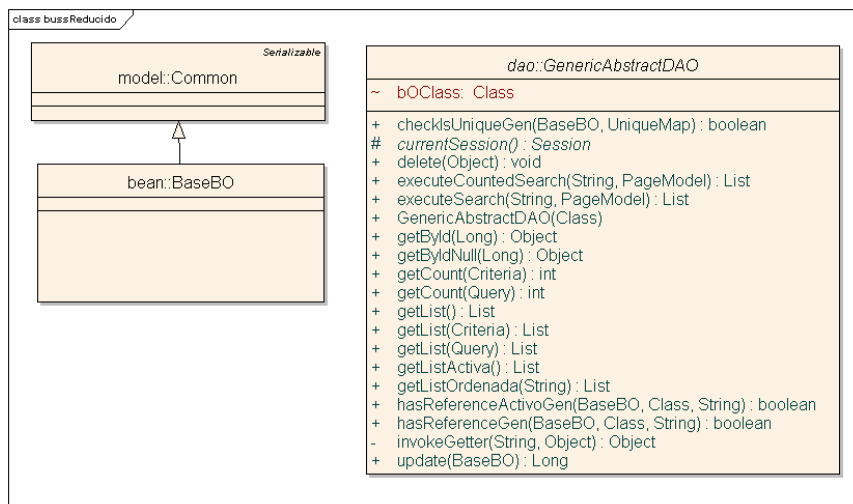 class bussReducido
Serializable
model::Common
bean::BaseBO
dao::GenericAbstractDAO
~ bOClass: Class
+ checkIsUniqueGen(BaseBO, UniqueMap) : boolean
# currentSession() : Session
+ delete(Object) : void
+ executeCountedSearch(String, PageModel) : List
+ executeSearch(String, PageModel) : List
+ GenericAbstractDAO(Class)
+ getById(Long) : Object
+ getByIdNull(Long) : Object
+ getCount(Criteria) : int
+ getCount(Query) : int
+ getList() : List
+ getList(Criteria) : List
+ getList(Query) : List
+ getListActiva() : List
+ getListOrdenada(String) : List
+ hasReferenceActivoGen(BaseBO, Class, String) : boolean
+ hasReferenceGen(BaseBO, Class, String) : boolean
- invokeGetter(String, Object) : Object
+ update(BaseBO) : Long